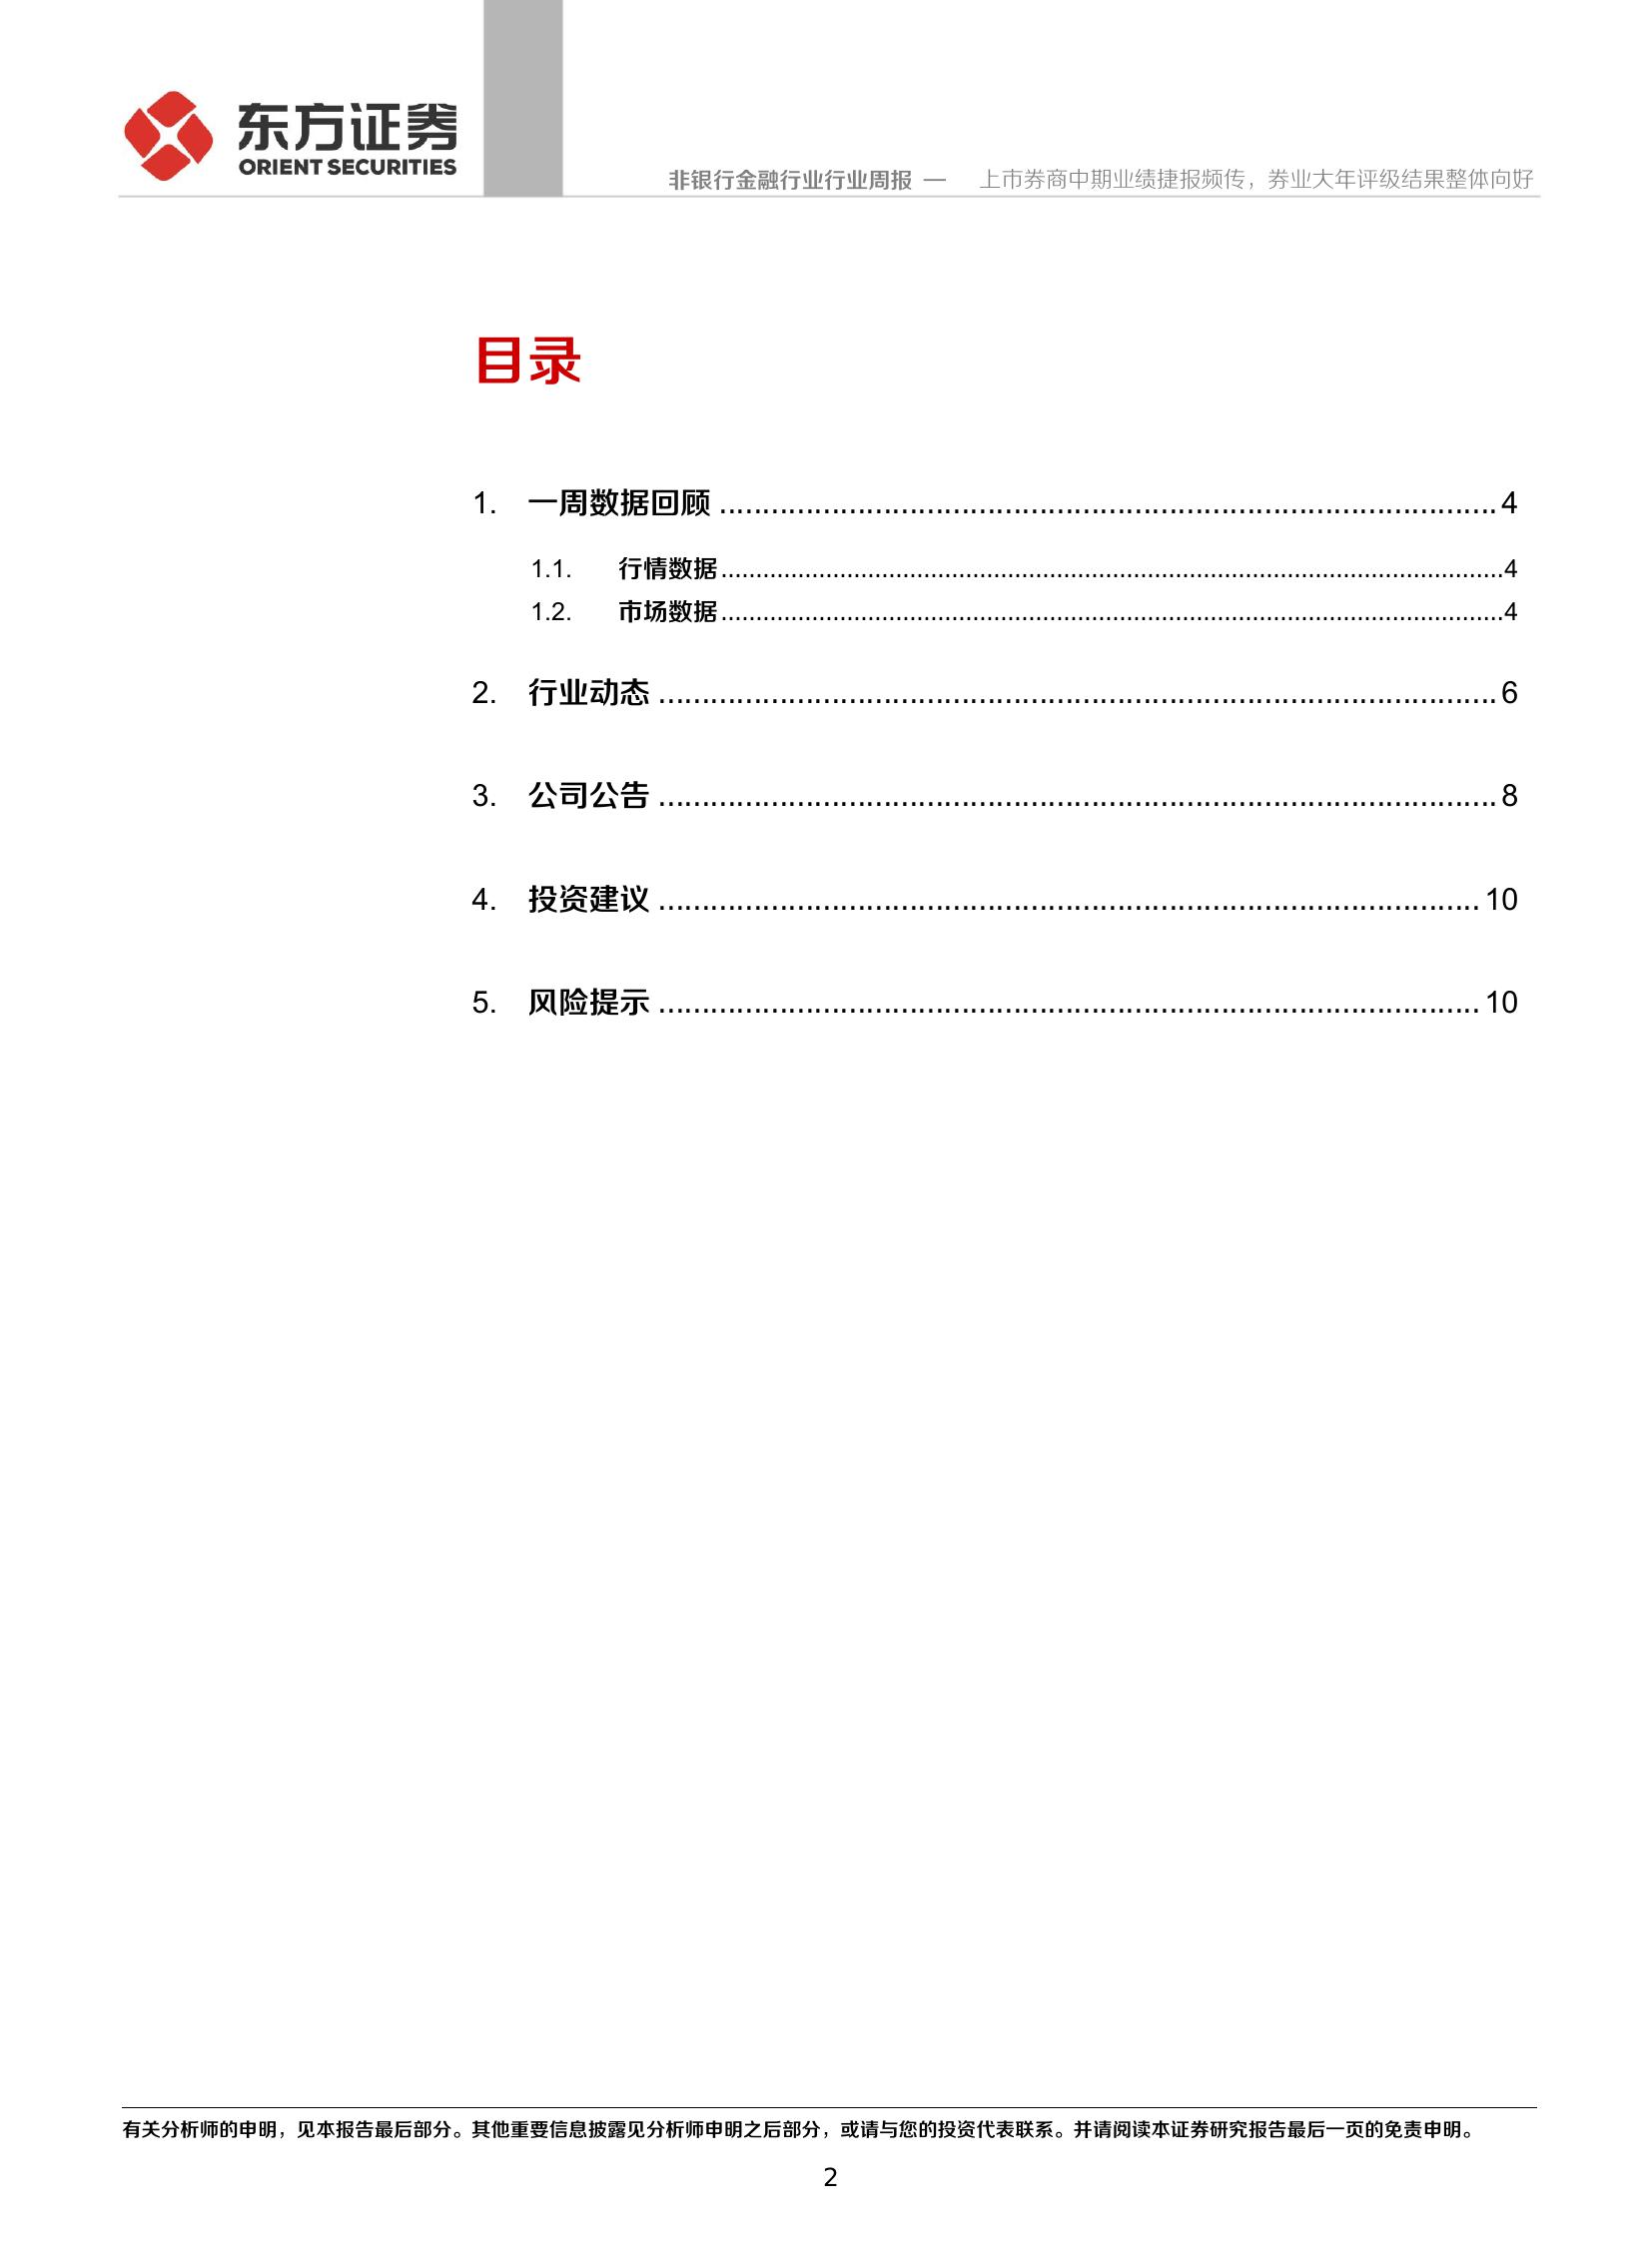 东方证券
ORIENT SECURITIES
非银行金融行业行业周报 — 上市券商中期业绩捷报频传，券业大年评级结果整体向好
目录
1. 一周数据回顾 ........................................ 4
1.1. 行情数据 ........................................ 4
1.2. 市场数据 ........................................ 4
2. 行业动态 ........................................ 6
3. 公司公告 ........................................ 8
4. 投资建议 ........................................ 10
5. 风险提示 ........................................ 10
有关分析师的申明，见本报告最后部分。其他重要信息披露见分析师申明之后部分，或请与您的投资代表联系。并请阅读本证券研究报告最后一页的免责申明。
2